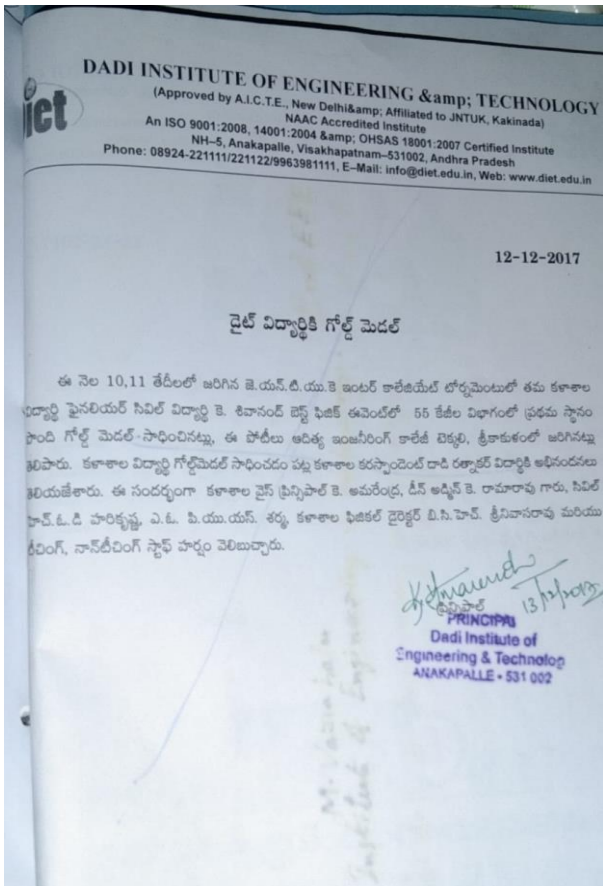 diet
DADI INSTITUTE OF ENGINEERING &amp; TECHNOLOGY
(Approved by A.I.C.T.E., New Delhi&amp; Affiliated to JNTUK, Kakinada)
NAAC Accredited Institute
An ISO 9001:2008, 14001:2004 &amp; OHSAS 18001:2007 Certified Institute
NH–5, Anakapalle, Visakhapatnam–531002, Andhra Pradesh
Phone: 08924-221111/221122/9963981111, E–Mail: info@diet.edu.in, Web: www.diet.edu.in
12-12-2017
డైట్ విద్యార్థికి గోల్డ్ మెడల్
ఈ నెల 10,11 తేదీలలో జరిగిన జె.యన్.టి.యు.కె ఇంటర్ కాలేజియేట్ టోర్నమెంటులో తమ కళాశాల
విద్యార్థి ఫైనలియర్ సివిల్ విద్యార్థి కె. శివానంద్ బెస్ట్ ఫిజిక్ ఈవెంట్‌లో 55 కేజీల విభాగంలో ప్రథమ స్థానం
పొంది గోల్డ్ మెడల్ సాధించినట్లు, ఈ పోటీలు ఆదిత్య ఇంజనీరింగ్ కాలేజీ టెక్కలి, శ్రీకాకుళంలో జరిగినట్లు
తెలిపారు. కళాశాల విద్యార్థి గోల్డ్‌మెడల్ సాధించడం పట్ల కళాశాల కరస్పాండెంట్ దాడి రత్నాకర్ విద్యార్థికి అభినందనలు
తెలియజేశారు. ఈ సందర్భంగా కళాశాల వైస్ ప్రిన్సిపాల్ కె. అమరేంద్ర, డీన్ అడ్మిన్ కె. రామారావు గారు, సివిల్
హెచ్.ఓ.డి హరికృష్ణ, ఎ.ఓ. పి.యు.యస్. శర్మ, కళాశాల ఫిజికల్ డైరెక్టర్ బి.సి.హెచ్. శ్రీనివాసరావు మరియు
టీచింగ్, నాన్‌టీచింగ్ స్టాఫ్ హర్షం వెలిబుచ్చారు.
13/12/2017
ప్రిన్సిపాల్
PRINCIPAL
Dadi Institute of
Engineering & Technology
ANAKAPALLE - 531 002